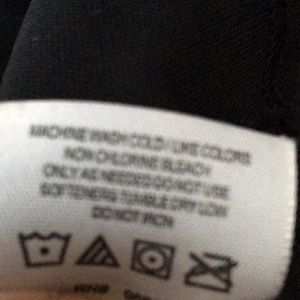 MACHINE WASH COLD / LIKE COLORS
NON CHLORINE BLEACH
ONLY AS NEEDED DO NOT USE
SOFTENERS TUMBLE DRY LOW
DO NOT IRON